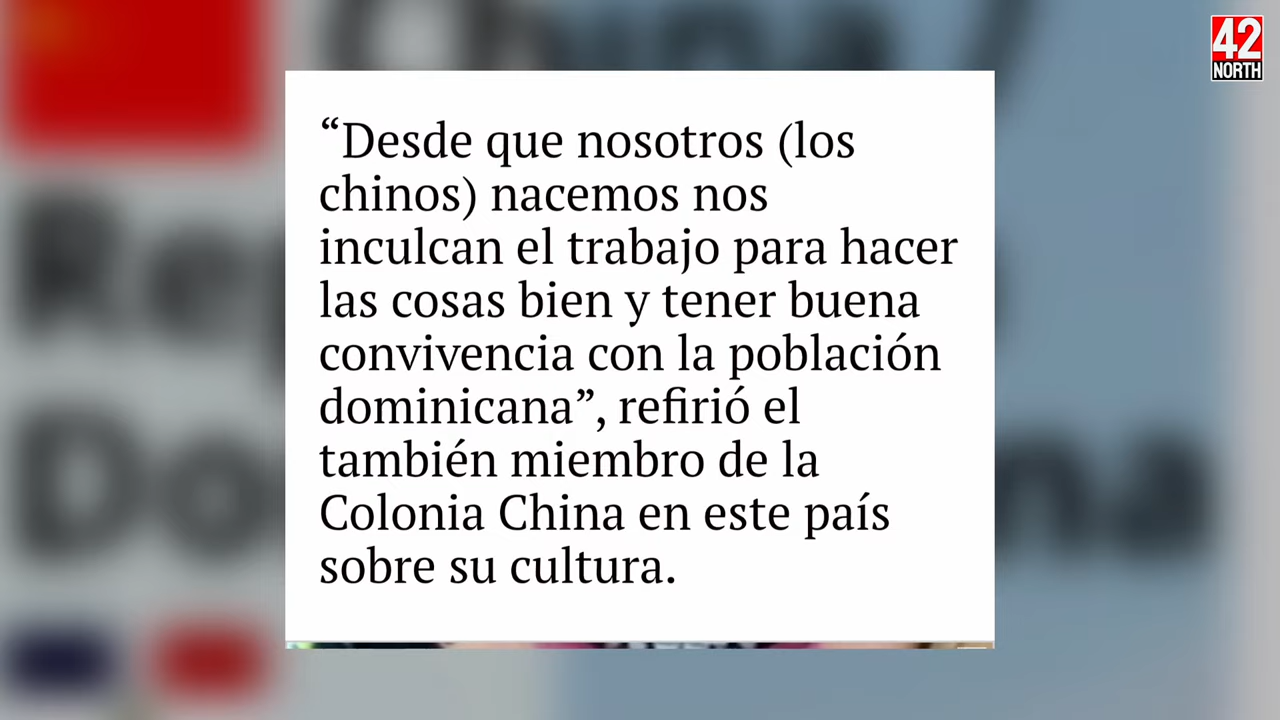 42
NORTH
“Desde que nosotros (los
chinos) nacemos nos
inculcan el trabajo para hacer
las cosas bien y tener buena
convivencia con la población
dominicana”, refirió el
también miembro de la
Colonia China en este país
sobre su cultura.